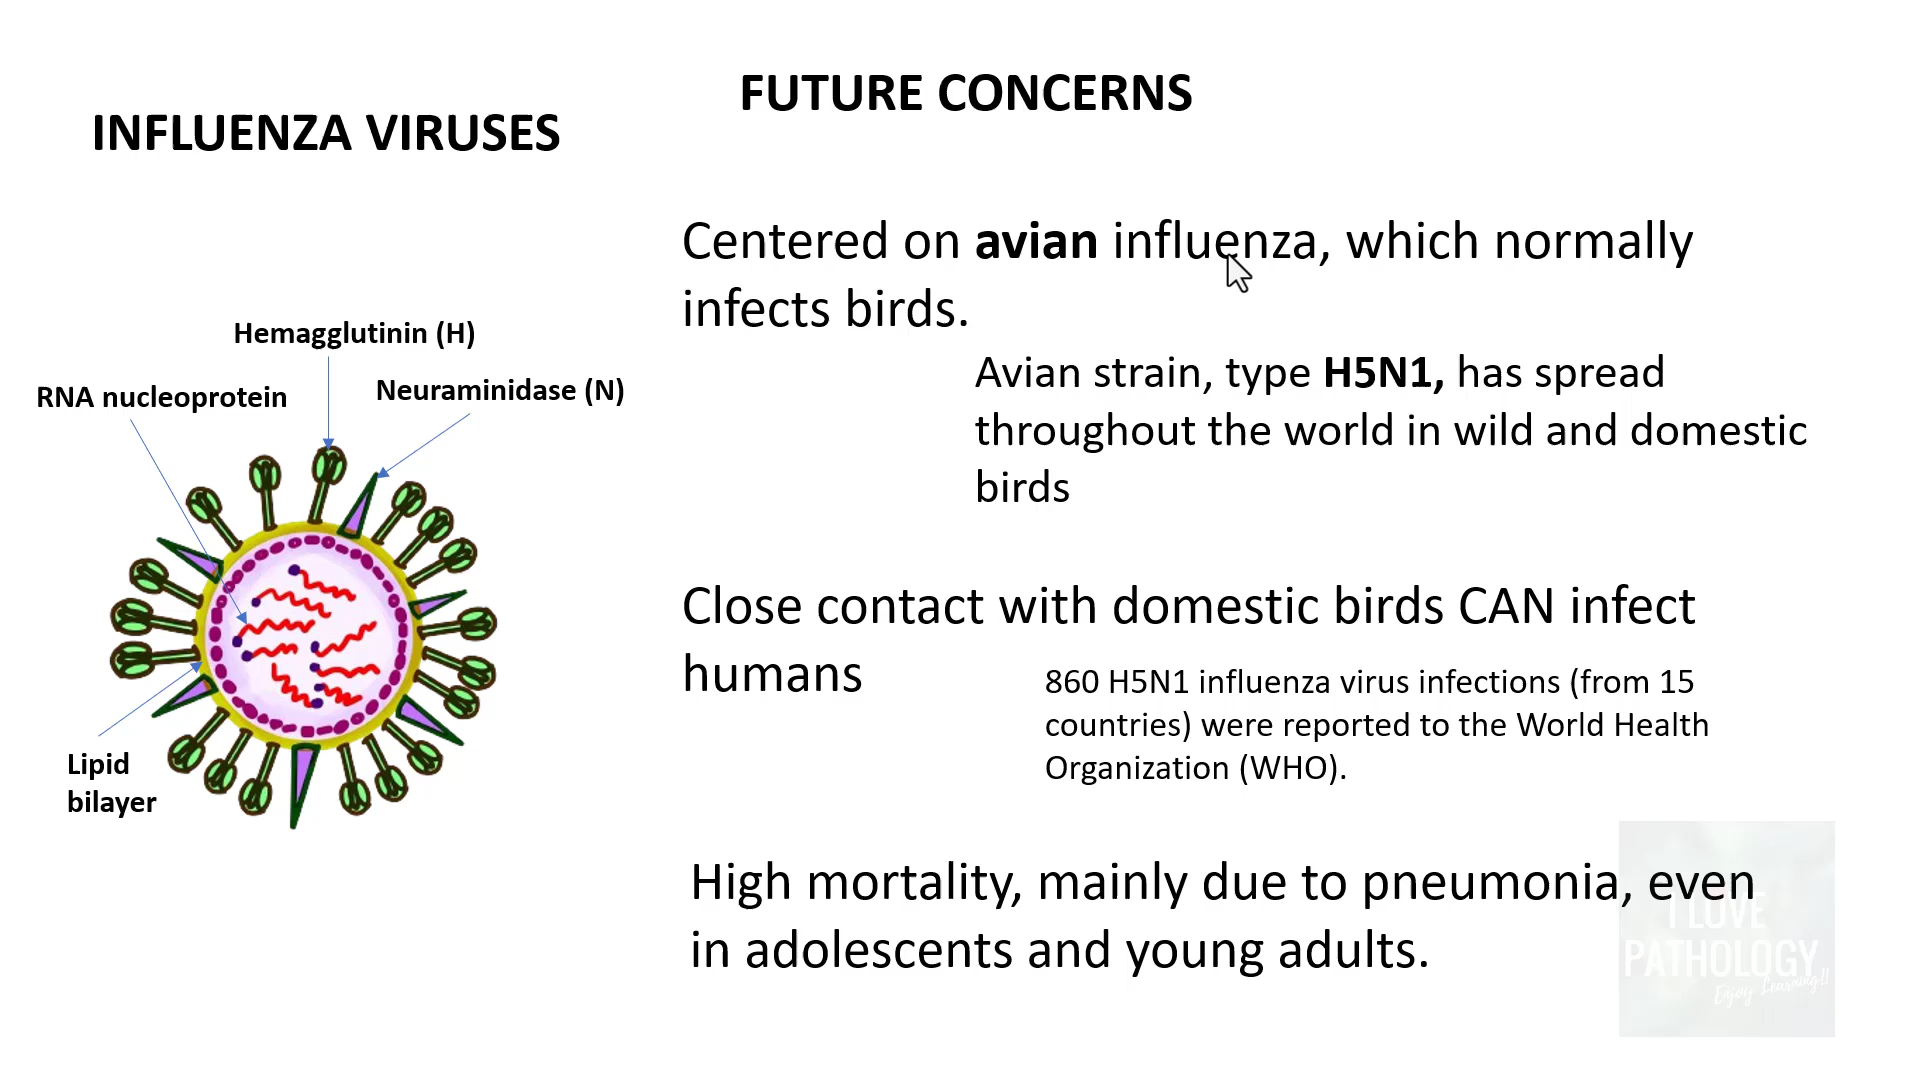 FUTURE CONCERNS
INFLUENZA VIRUSES
Centered on avian influenza, which normally
infects birds.
Avian strain, type H5N1, has spread
throughout the world in wild and domestic
birds
Hemagglutinin (H)
RNA nucleoprotein
Neuraminidase (N)
Lipid
bilayer
Close contact with domestic birds CAN infect
humans
860 H5N1 influenza virus infections (from 15
countries) were reported to the World Health
Organization (WHO).
High mortality, mainly due to pneumonia, even
in adolescents and young adults.
I LOVE
PATHOLOGY
Enjoy Learning!!